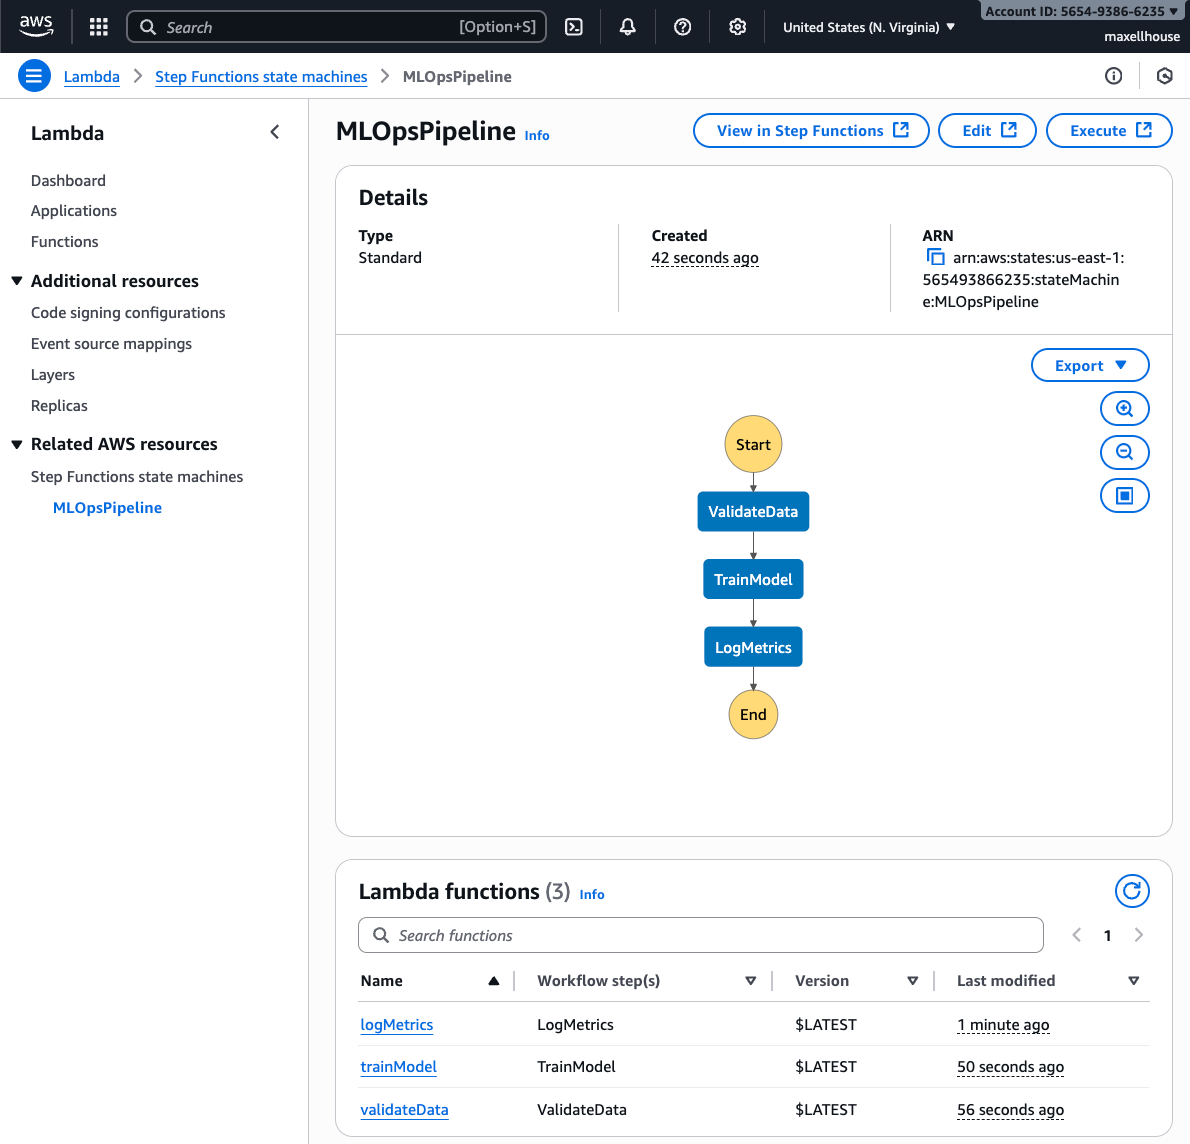 aws
Search
[Option+S]
United States (N. Virginia)
Account ID: 5654-9386-6235
maxellhouse
Lambda
Step Functions state machines
MLOpsPipeline
Lambda
Dashboard
Applications
Functions
Additional resources
Code signing configurations
Event source mappings
Layers
Replicas
Related AWS resources
Step Functions state machines
MLOpsPipeline
MLOpsPipeline Info
View in Step Functions
Edit
Execute
Details
Type
Standard
Created
42 seconds ago
ARN
arn:aws:states:us-east-1:
565493866235:stateMachin
e:MLOpsPipeline
Export
Start
ValidateData
TrainModel
LogMetrics
End
Lambda functions (3) Info
Search functions
1
Name Workflow step(s) Version Last modified
logMetrics LogMetrics $LATEST 1 minute ago
trainModel TrainModel $LATEST 50 seconds ago
validateData ValidateData $LATEST 56 seconds ago